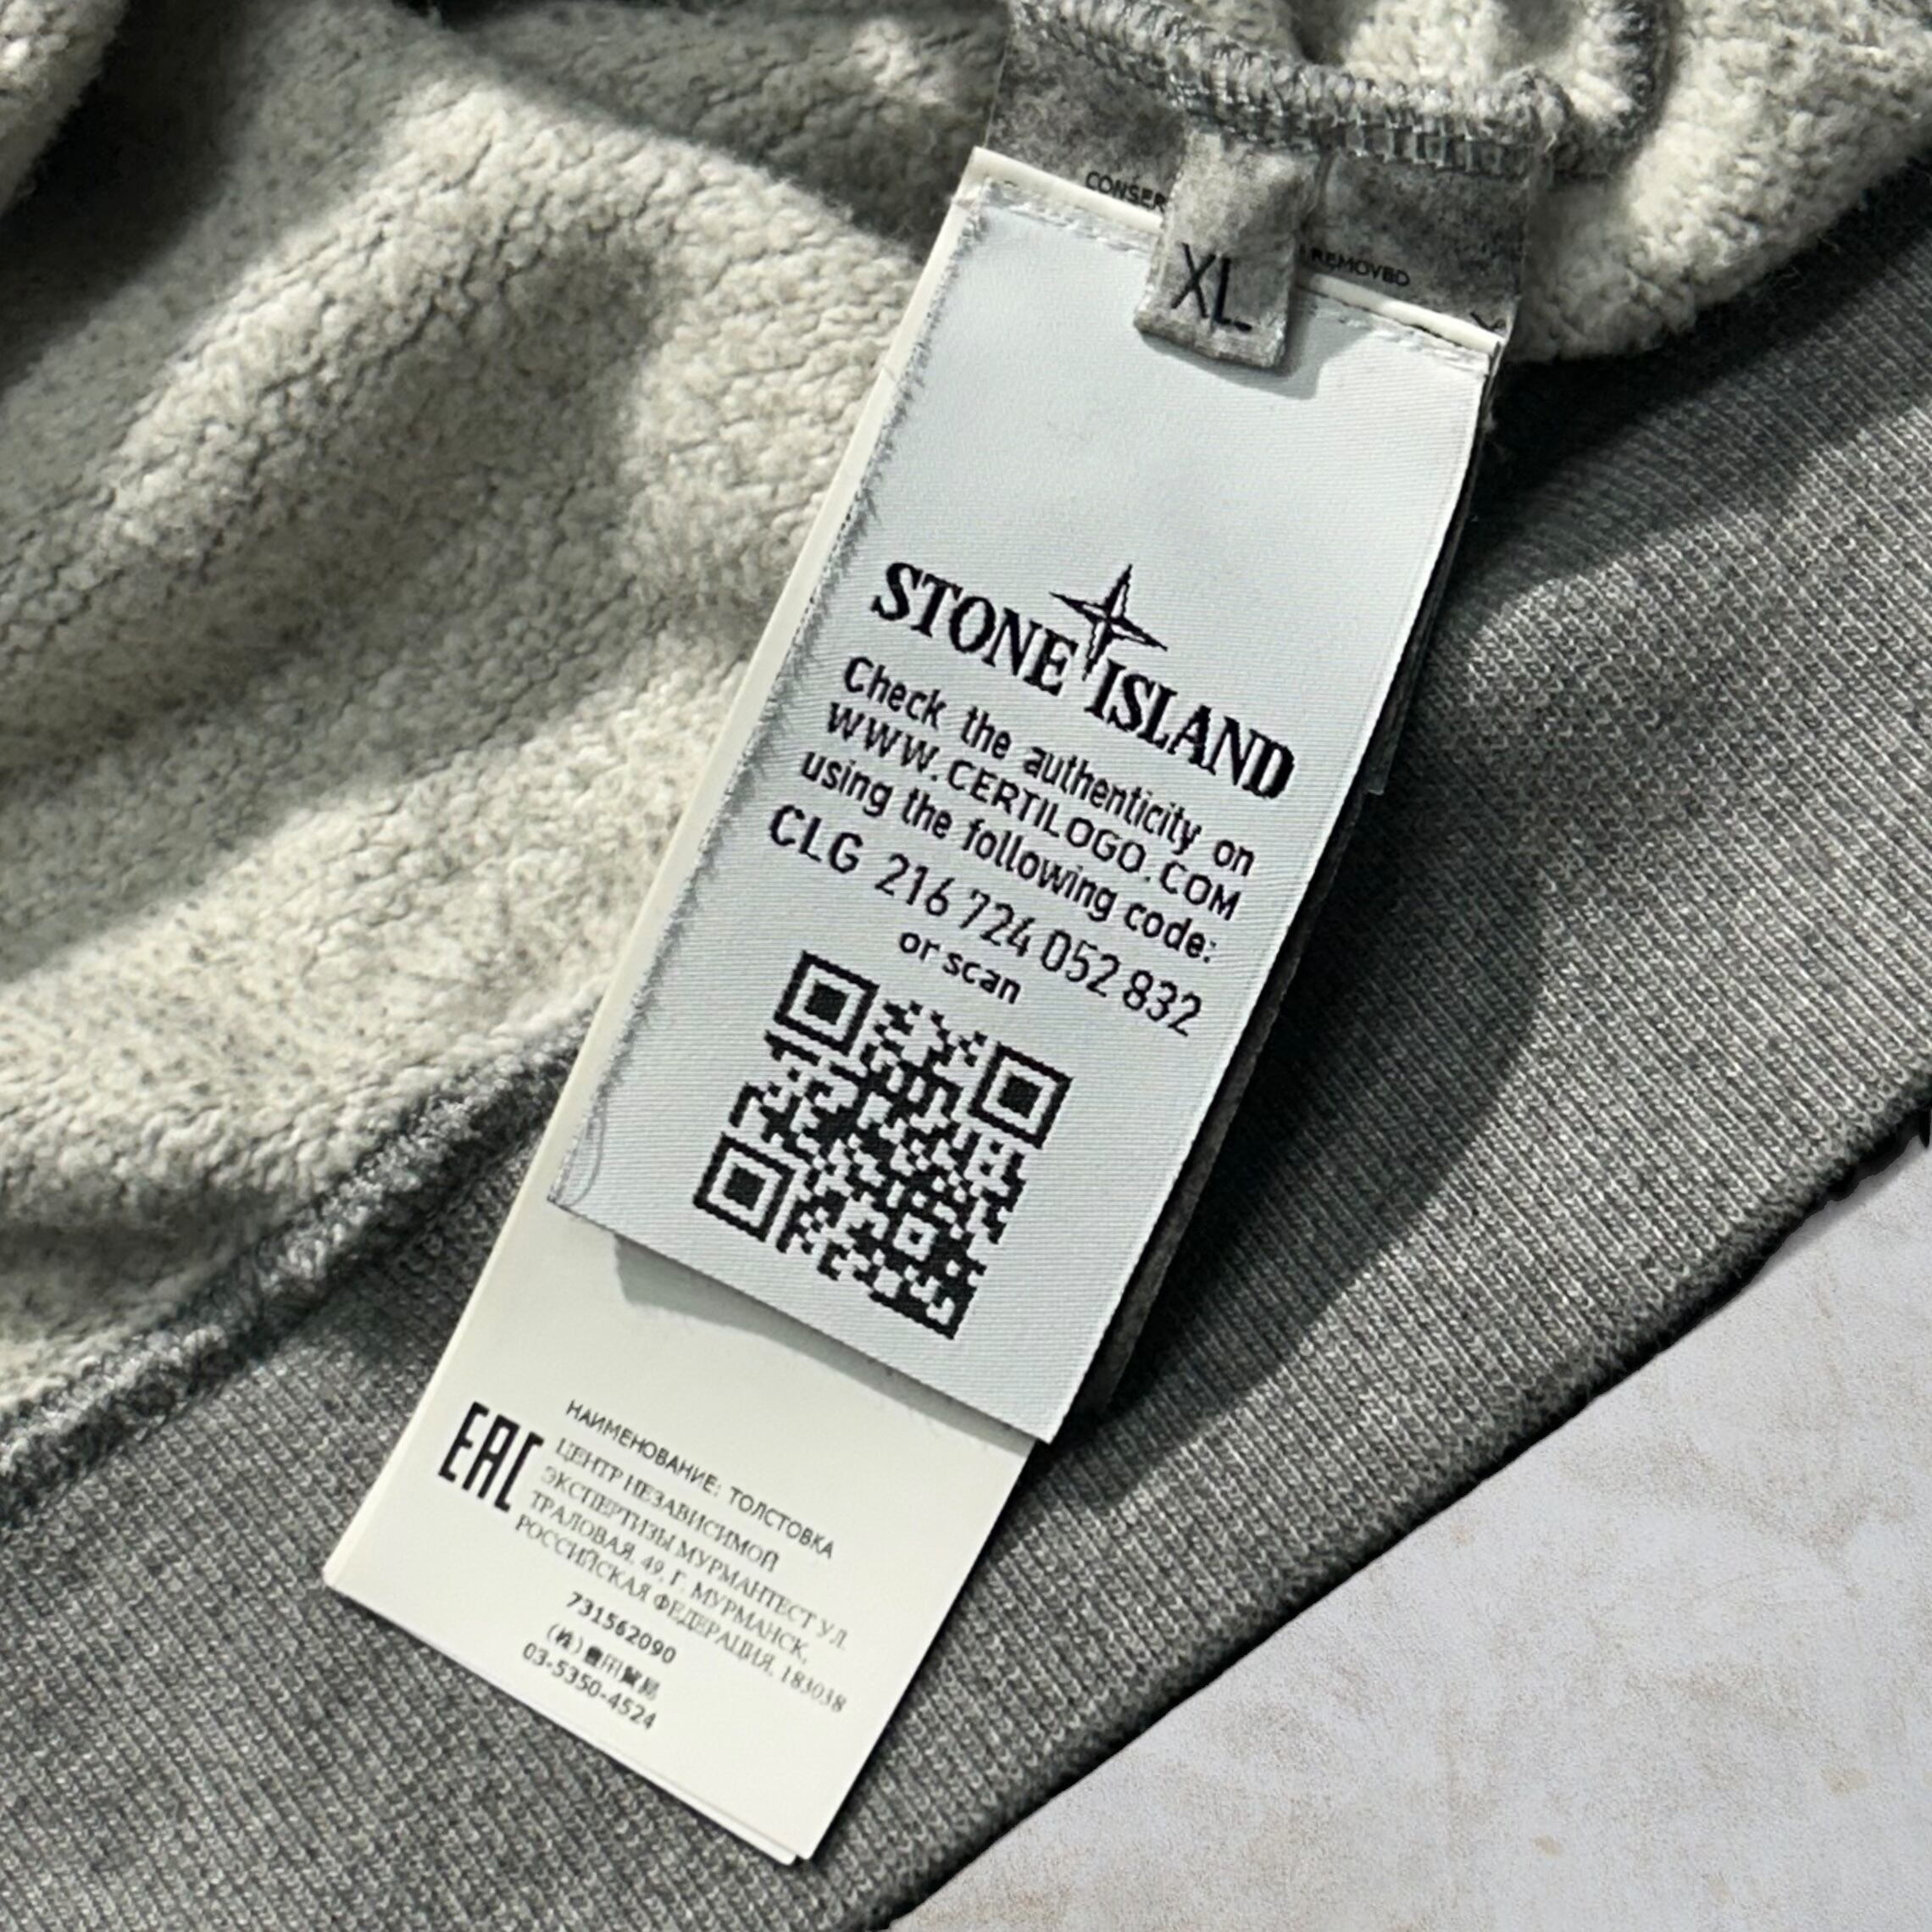 CONSER
REMOVED
XL
STONE ISLAND
Check the authenticity on
WWW.CERTILOGO.COM
using the following code:
CLG 216 724 052 832
or scan
EAC
НАИМЕНОВАНИЕ: ТОЛСТОВКА
ЦЕНТР НЕЗАВИСИМОЙ
ЭКСПЕРТИЗЫ МУРМАНТЕСТ УЛ.
ТРАЛОВАЯ, 49, Г. МУРМАНСК,
РОССИЙСКАЯ ФЕДЕРАЦИЯ, 183038
731562090
(株)
03-5350-4524